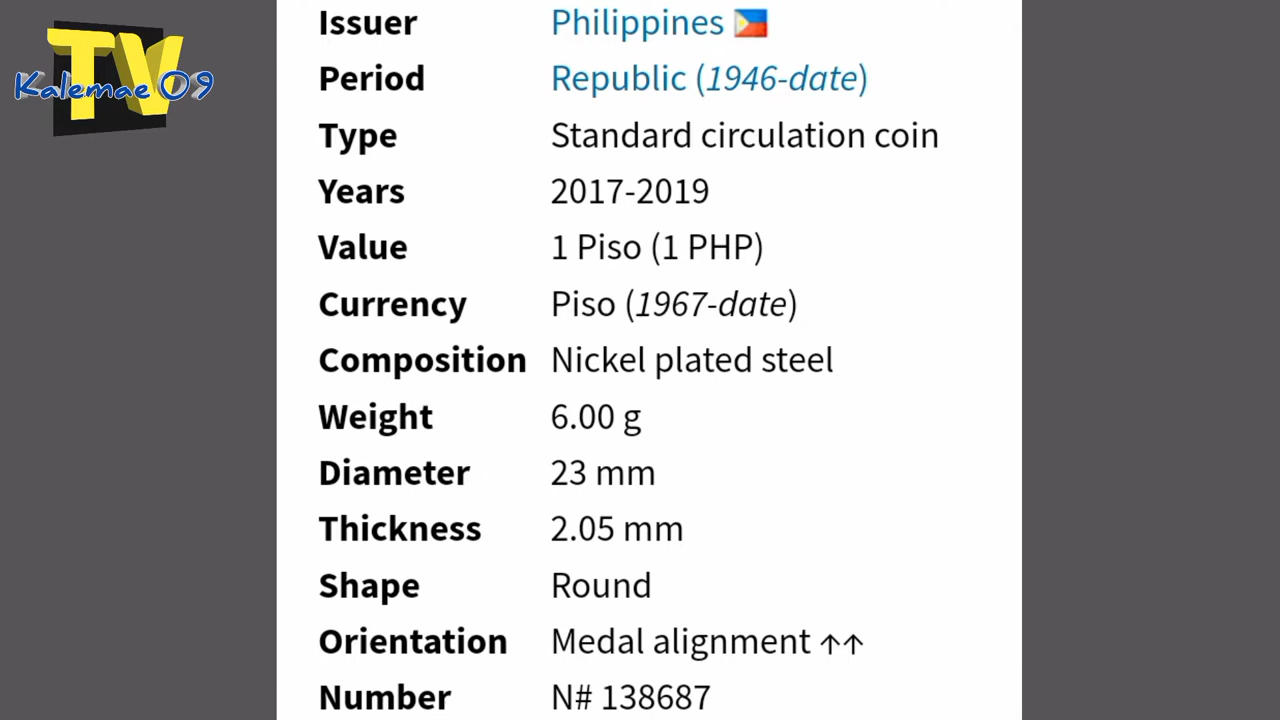 TV
Kalemae 09
Issuer Philippines
Period Republic (1946-date)
Type Standard circulation coin
Years 2017-2019
Value 1 Piso (1 PHP)
Currency Piso (1967-date)
Composition Nickel plated steel
Weight 6.00 g
Diameter 23 mm
Thickness 2.05 mm
Shape Round
Orientation Medal alignment ↑↑
Number N# 138687